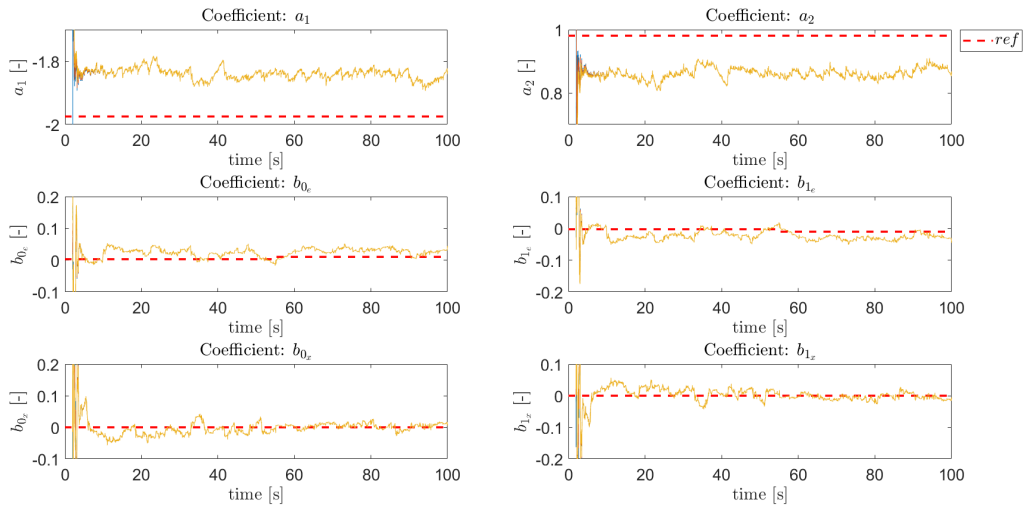 Coefficient: a₁
a₁ [-]
-1.8
-2
0 20 40 60 80 100
time [s]
Coefficient: a₂
a₂ [-]
1
0.8
0 20 40 60 80 100
time [s]
ref
Coefficient: b₀ₑ
b₀ₑ [-]
0.2
0.1
0
-0.1
0 20 40 60 80 100
time [s]
Coefficient: b₁ₑ
b₁ₑ [-]
0.1
0
-0.1
-0.2
0 20 40 60 80 100
time [s]
Coefficient: b₀ₓ
b₀ₓ [-]
0.2
0.1
0
-0.1
0 20 40 60 80 100
time [s]
Coefficient: b₁ₓ
b₁ₓ [-]
0.1
0
-0.1
-0.2
0 20 40 60 80 100
time [s]